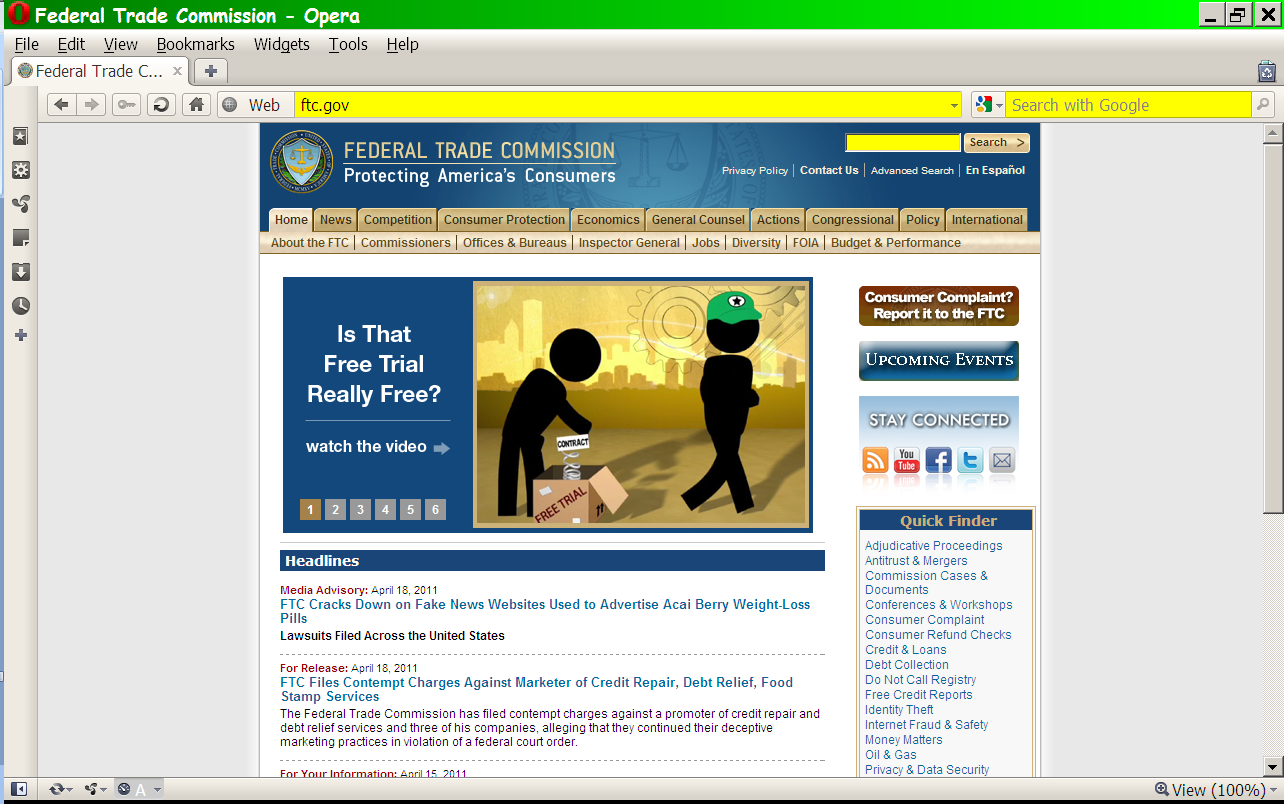 Federal Trade Commission - Opera
File Edit View Bookmarks Widgets Tools Help
Federal Trade C...
Web ftc.gov Search with Google
FEDERAL TRADE COMMISSION
Protecting America's Consumers
Search >
Privacy Policy | Contact Us | Advanced Search | En Español
Home News Competition Consumer Protection Economics General Counsel Actions Congressional Policy International
About the FTC | Commissioners | Offices & Bureaus | Inspector General | Jobs | Diversity | FOIA | Budget & Performance
Is That
Free Trial
Really Free?
watch the video
1 2 3 4 5 6
CONTRACT
FREE TRIAL
Consumer Complaint?
Report it to the FTC
UPCOMING EVENTS
STAY CONNECTED
You
Tube
Headlines
Media Advisory: April 18, 2011
FTC Cracks Down on Fake News Websites Used to Advertise Acai Berry Weight-Loss
Pills
Lawsuits Filed Across the United States
For Release: April 18, 2011
FTC Files Contempt Charges Against Marketer of Credit Repair, Debt Relief, Food
Stamp Services
The Federal Trade Commission has filed contempt charges against a promoter of credit repair and
debt relief services and three of his companies, alleging that they continued their deceptive
marketing practices in violation of a federal court order.
For Your Information: April 15, 2011
Quick Finder
Adjudicative Proceedings
Antitrust & Mergers
Commission Cases &
Documents
Conferences & Workshops
Consumer Complaint
Consumer Refund Checks
Credit & Loans
Debt Collection
Do Not Call Registry
Free Credit Reports
Identity Theft
Internet Fraud & Safety
Money Matters
Oil & Gas
Privacy & Data Security
View (100%)